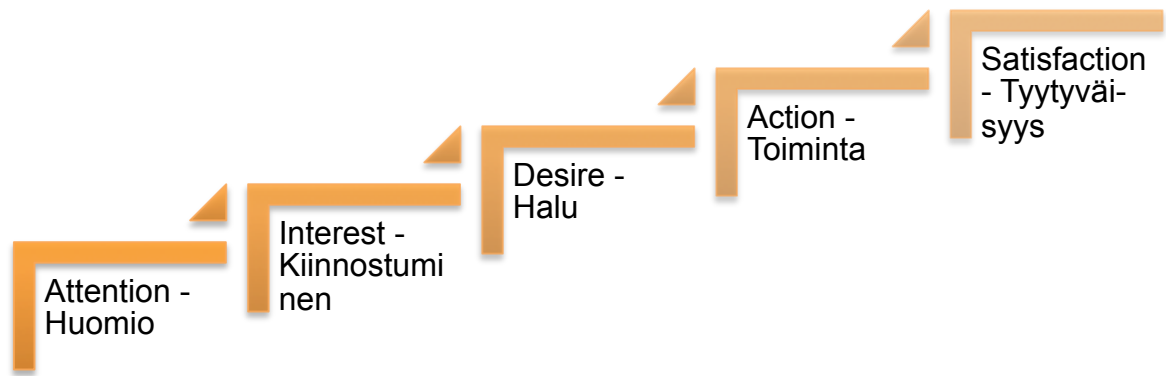 Attention -
Huomio
Interest -
Kiinnostumi
nen
Desire -
Halu
Action -
Toiminta
Satisfaction
- Tyytyväi-
syys